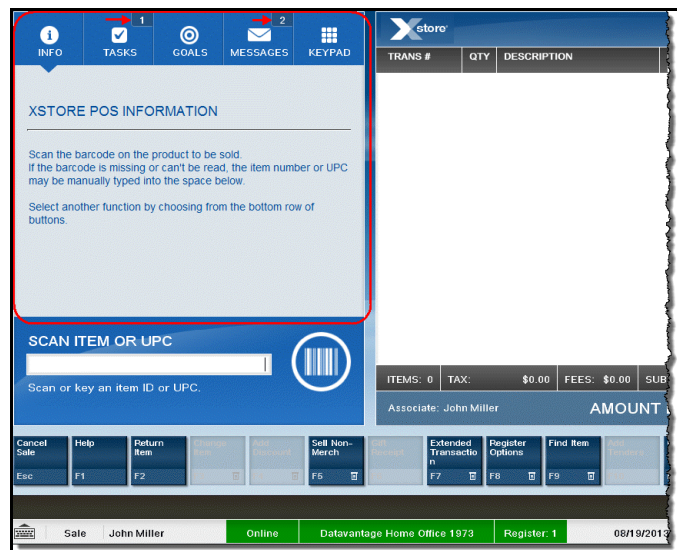 1
2
INFO
TASKS
GOALS
MESSAGES
KEYPAD
XSTORE POS INFORMATION
Scan the barcode on the product to be sold.
If the barcode is missing or can't be read, the item number or UPC
may be manually typed into the space below.
Select another function by choosing from the bottom row of
buttons.
SCAN ITEM OR UPC
Scan or key an item ID or UPC.
Xstore
TRANS # QTY DESCRIPTION
ITEMS: 0 TAX: $0.00 FEES: $0.00 SUB
Associate: John Miller AMOUNT
Cancel
Sale
Esc
Help
F1
Return
Item
F2
Change
Item
Add
Discount
Sell Non-
Merch
F5
Gift
Receipt
Extended
Transactio
n
F7
Register
Options
F8
Find Item
F9
Add
Tenders
Sale John Miller Online Datavantage Home Office 1973 Register: 1 08/19/2013